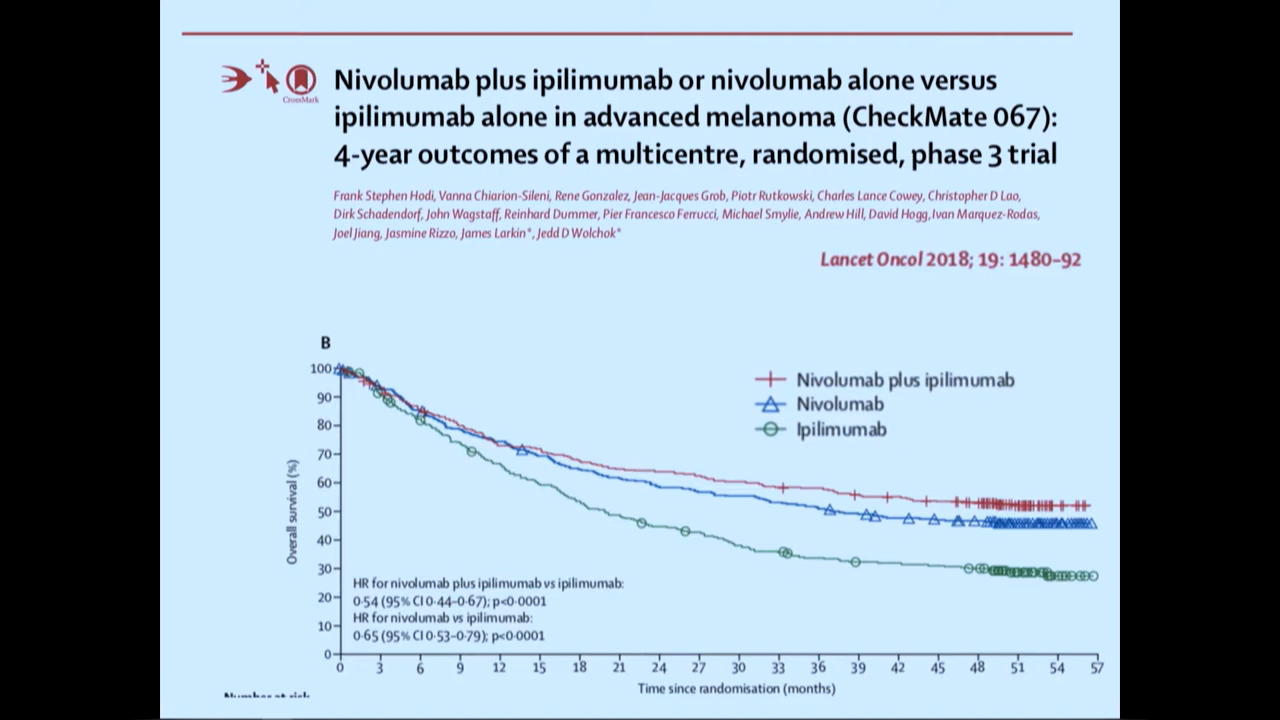 CrossMark
Nivolumab plus ipilimumab or nivolumab alone versus
ipilimumab alone in advanced melanoma (CheckMate 067):
4-year outcomes of a multicentre, randomised, phase 3 trial
Frank Stephen Hodi, Vanna Chiarion-Sileni, Rene Gonzalez, Jean-Jacques Grob, Piotr Rutkowski, Charles Lance Cowey, Christopher D Lao,
Dirk Schadendorf, John Wagstaff, Reinhard Dummer, Pier Francesco Ferrucci, Michael Smylie, Andrew Hill, David Hogg, Ivan Marquez-Rodas,
Joel Jiang, Jasmine Rizzo, James Larkin*, Jedd D Wolchok*
Lancet Oncol 2018; 19: 1480–92
B
Nivolumab plus ipilimumab
Nivolumab
Ipilimumab
Overall survival (%)
100
90
80
70
60
50
40
30
20
10
0
HR for nivolumab plus ipilimumab vs ipilimumab:
0·54 (95% CI 0·44–0·67); p<0·0001
HR for nivolumab vs ipilimumab:
0·65 (95% CI 0·53–0·79); p<0·0001
0 3 6 9 12 15 18 21 24 27 30 33 36 39 42 45 48 51 54 57
Time since randomisation (months)